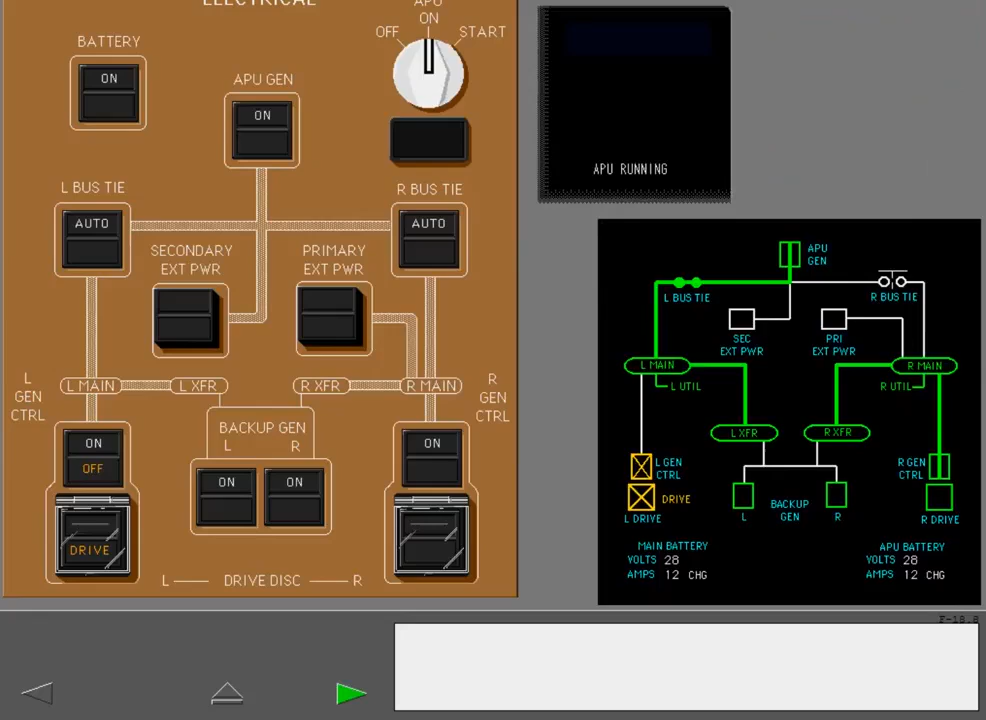 ELECTRICAL
APU
ON
OFF
START
BATTERY
ON
APU GEN
ON
L BUS TIE
AUTO
R BUS TIE
AUTO
SECONDARY
EXT PWR
PRIMARY
EXT PWR
L MAIN
L XFR
R XFR
R MAIN
L
GEN
CTRL
R
GEN
CTRL
ON
OFF
BACKUP GEN
L
R
ON
ON
ON
DRIVE
L
DRIVE DISC
R
APU RUNNING
APU
GEN
L BUS TIE
R BUS TIE
SEC
EXT PWR
PRI
EXT PWR
L MAIN
R MAIN
L UTIL
R UTIL
L XFR
R XFR
L GEN
CTRL
R GEN
CTRL
DRIVE
L DRIVE
L
BACKUP
GEN
R
R DRIVE
MAIN BATTERY
VOLTS 28
AMPS 12 CHG
APU BATTERY
VOLTS 28
AMPS 12 CHG
F-18.8